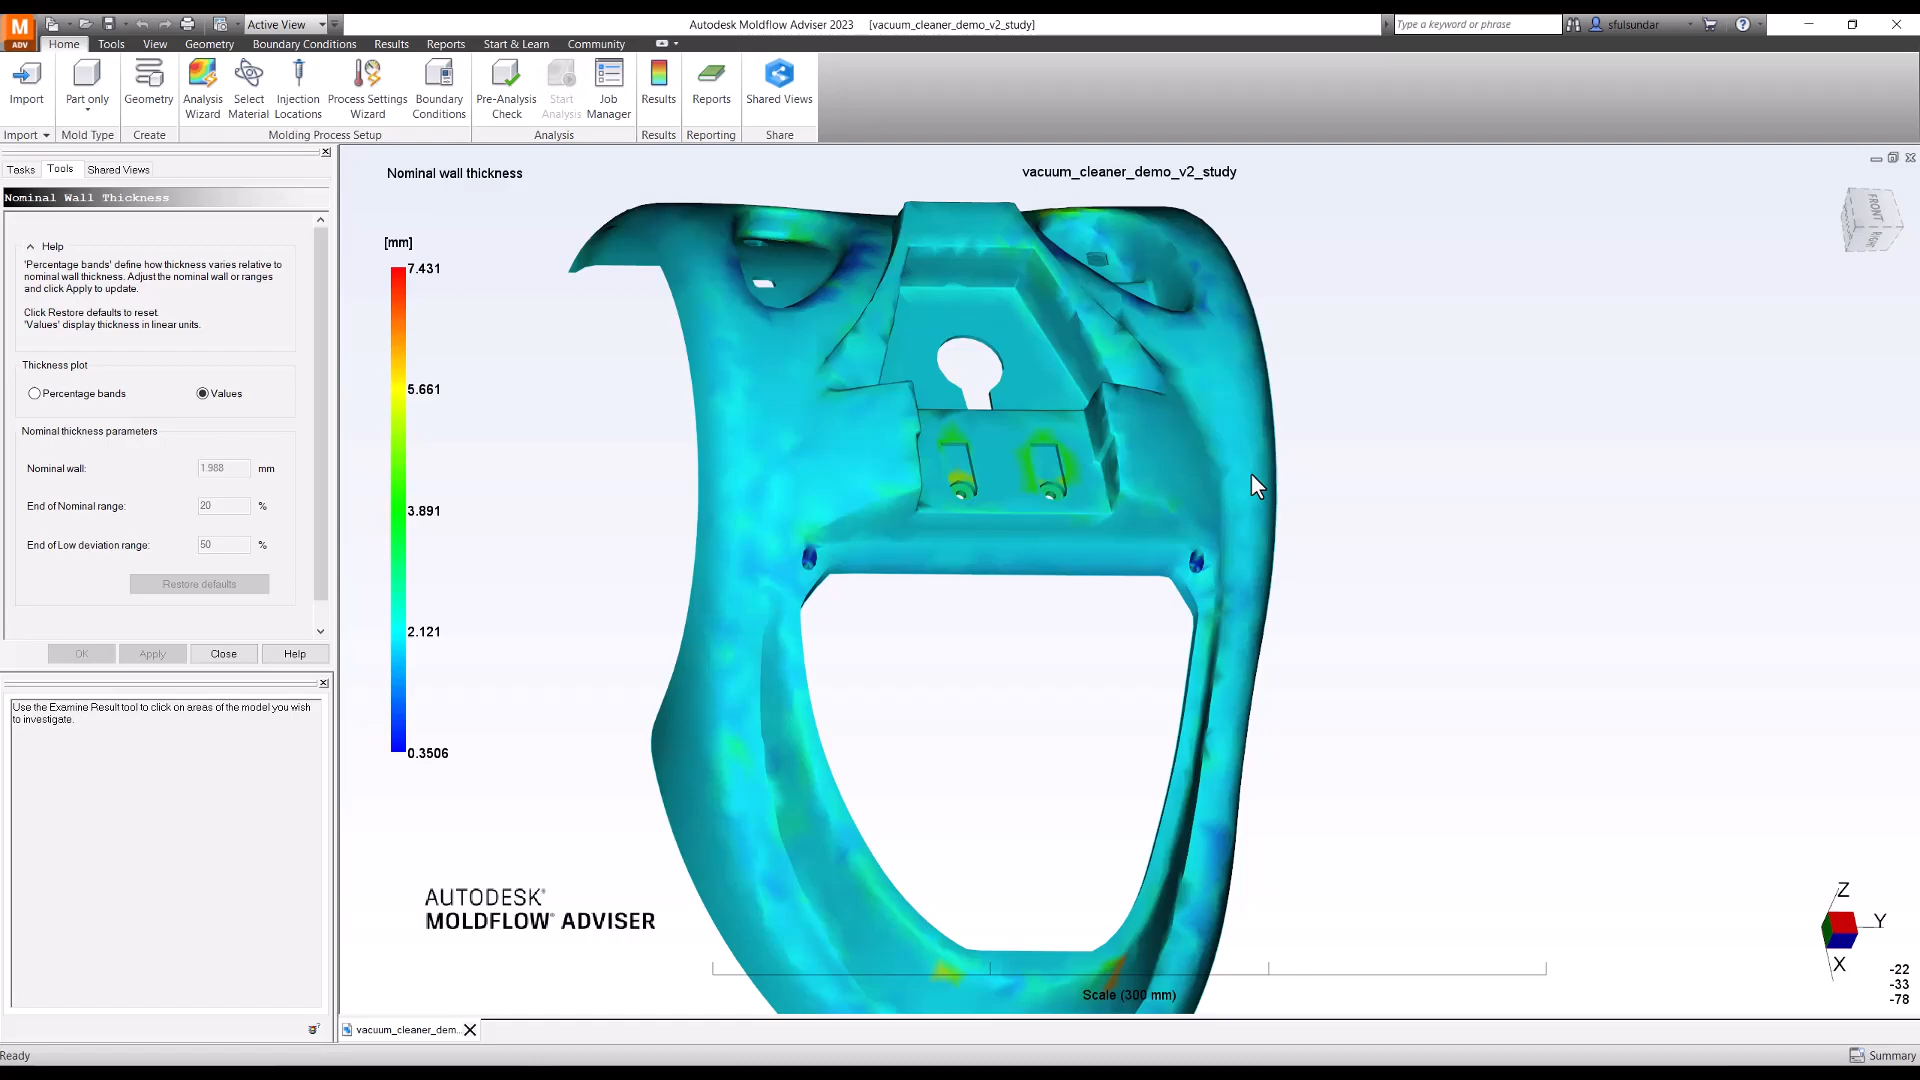 M
ADV
Active View
Autodesk Moldflow Adviser 2023 [vacuum_cleaner_demo_v2_study]
Type a keyword or phrase
sfulsundar
Home
Tools
View
Geometry
Boundary Conditions
Results
Reports
Start & Learn
Community
Import
Part only
Geometry
Analysis
Wizard
Select
Material
Injection
Locations
Process Settings
Wizard
Boundary
Conditions
Pre-Analysis
Check
Start
Analysis
Job
Manager
Results
Reports
Shared Views
Import
Mold Type
Create
Molding Process Setup
Analysis
Results
Reporting
Share
Tasks
Tools
Shared Views
Nominal Wall Thickness
Help
'Percentage bands' define how thickness varies relative to
nominal wall thickness. Adjust the nominal wall or ranges
and click Apply to update.
Click Restore defaults to reset.
'Values' display thickness in linear units.
Thickness plot
Percentage bands
Values
Nominal thickness parameters
Nominal wall: 1.988 mm
End of Nominal range: 20 %
End of Low deviation range: 50 %
Restore defaults
OK
Apply
Close
Help
Use the Examine Result tool to click on areas of the model you wish
to investigate.
Nominal wall thickness
vacuum_cleaner_demo_v2_study
[mm]
7.431
5.661
3.891
2.121
0.3506
FRONT
RIGHT
AUTODESK®
MOLDFLOW® ADVISER
Scale (300 mm)
Z
Y
X
-22
-33
-78
vacuum_cleaner_dem...
Ready
Summary